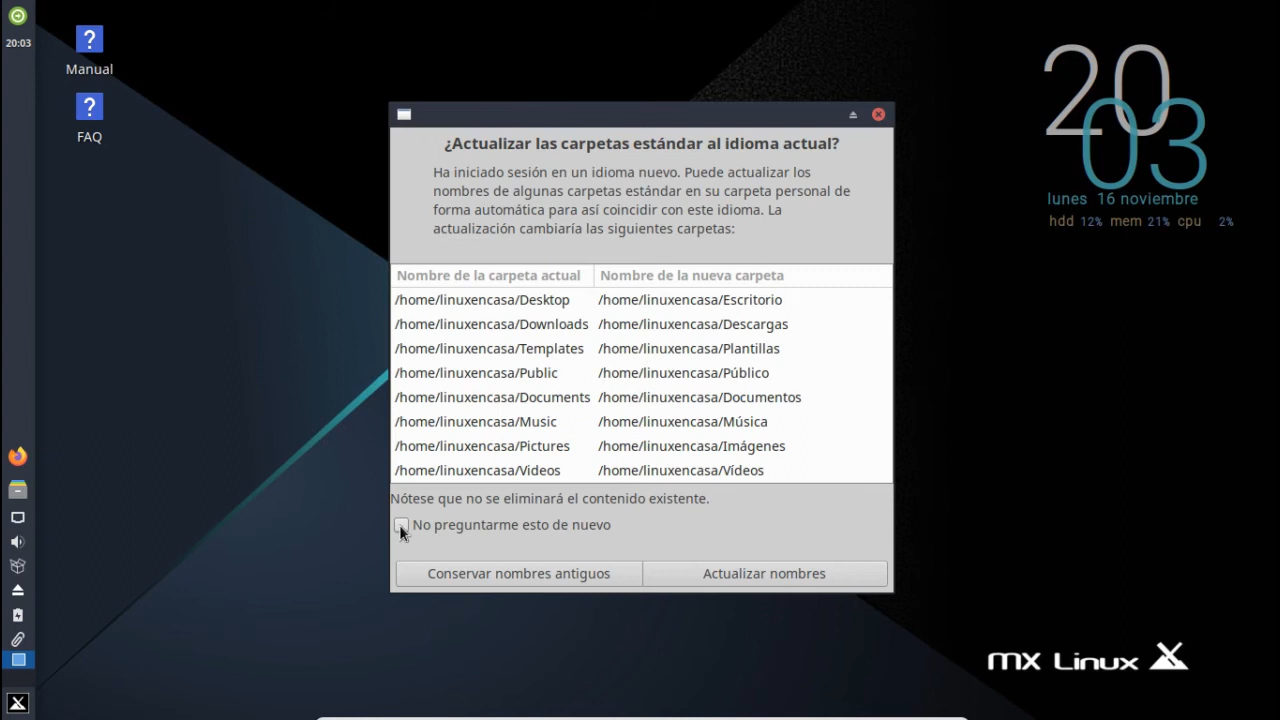 20:03
Manual
FAQ
¿Actualizar las carpetas estándar al idioma actual?
Ha iniciado sesión en un idioma nuevo. Puede actualizar los
nombres de algunas carpetas estándar en su carpeta personal de
forma automática para así coincidir con este idioma. La
actualización cambiaría las siguientes carpetas:
Nombre de la carpeta actual Nombre de la nueva carpeta
/home/linuxencasa/Desktop /home/linuxencasa/Escritorio
/home/linuxencasa/Downloads /home/linuxencasa/Descargas
/home/linuxencasa/Templates /home/linuxencasa/Plantillas
/home/linuxencasa/Public /home/linuxencasa/Público
/home/linuxencasa/Documents /home/linuxencasa/Documentos
/home/linuxencasa/Music /home/linuxencasa/Música
/home/linuxencasa/Pictures /home/linuxencasa/Imágenes
/home/linuxencasa/Videos /home/linuxencasa/Vídeos
Nótese que no se eliminará el contenido existente.
No preguntarme esto de nuevo
Conservar nombres antiguos Actualizar nombres
20
03
lunes 16 noviembre
hdd 12% mem 21% cpu 2%
MX Linux